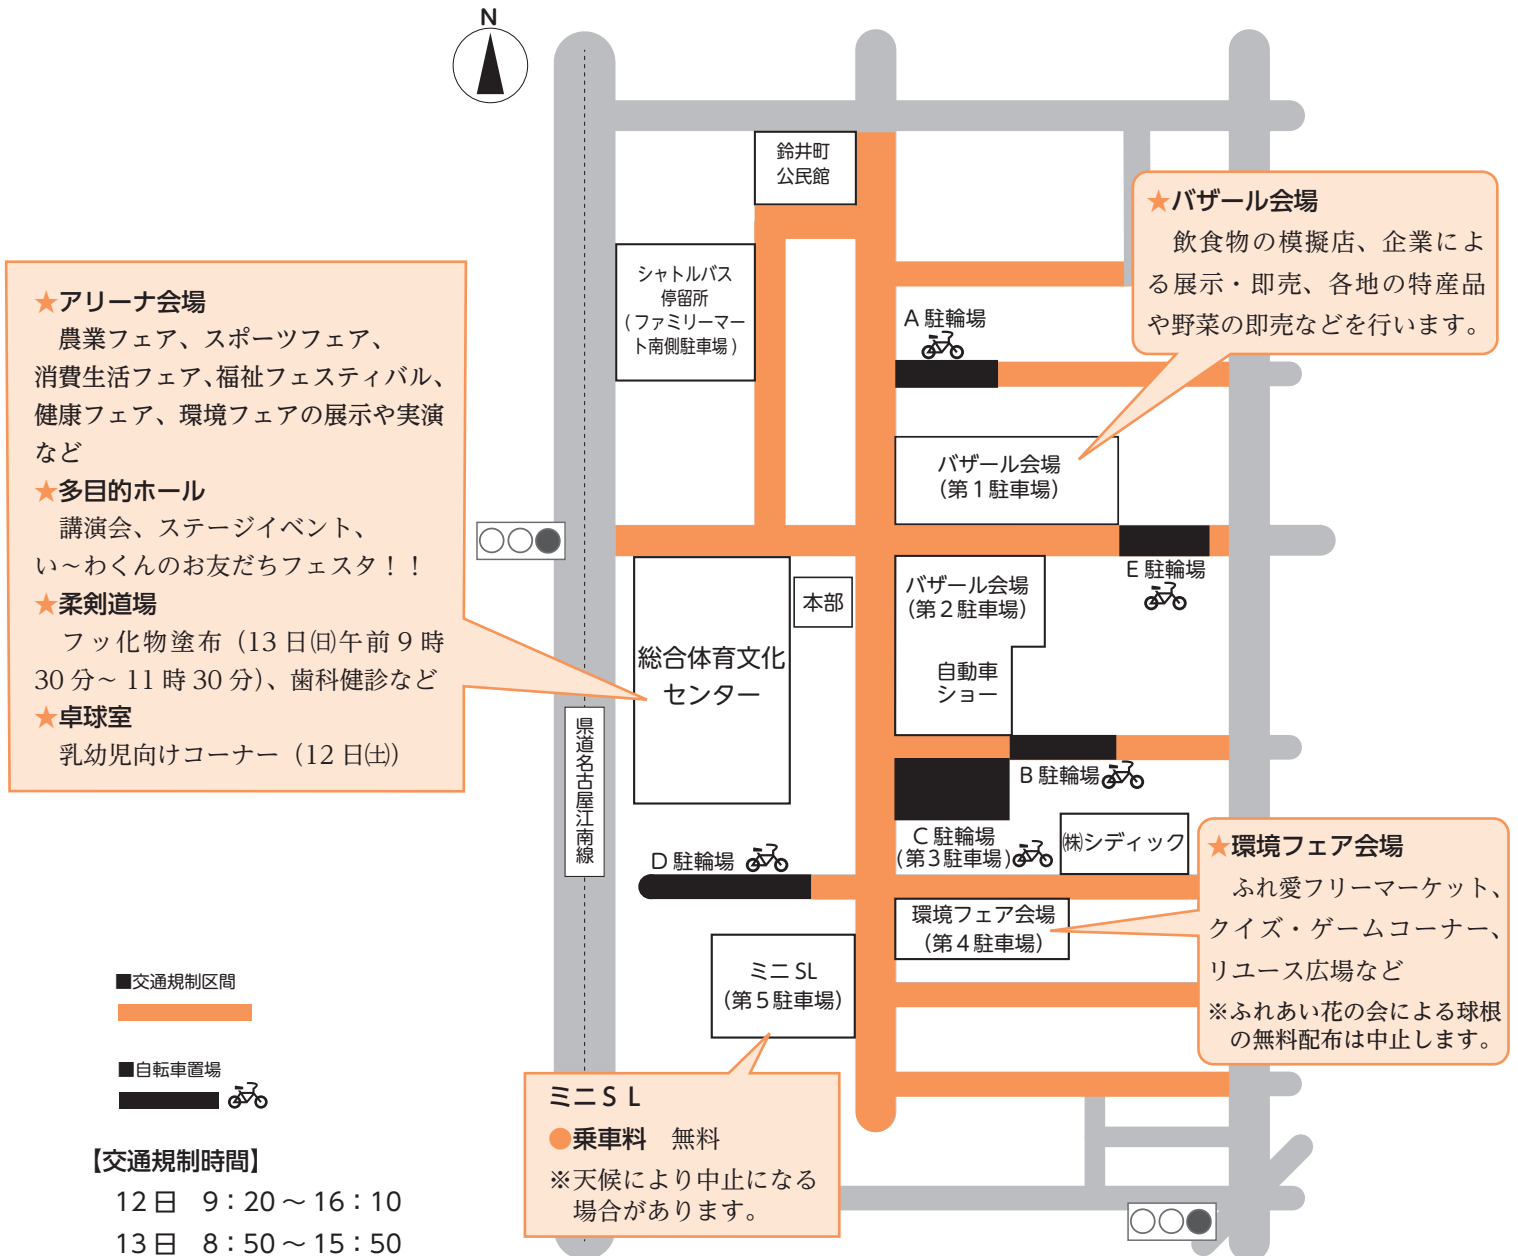 N
鈴井町
公民館
シャトルバス
停留所
(ファミリーマー
ト南側駐車場)
A 駐輪場
★バザール会場
飲食物の模擬店、企業によ
る展示・即売、各地の特産品
や野菜の即売などを行います。
★アリーナ会場
農業フェア、スポーツフェア、
消費生活フェア、福祉フェスティバル、
健康フェア、環境フェアの展示や実演
など
★多目的ホール
講演会、ステージイベント、
い～わくんのお友だちフェスタ！！
★柔剣道場
フッ化物塗布（13 日㈰午前 9 時
30 分～ 11 時 30 分）、歯科健診など
★卓球室
乳幼児向けコーナー（12 日㈯）
バザール会場
(第１駐車場)
E 駐輪場
バザール会場
(第２駐車場)
自動車
ショー
本部
総合体育文化
センター
県道名古屋江南線
B 駐輪場
C 駐輪場
(第３駐車場)
㈱シディック
D 駐輪場
環境フェア会場
(第４駐車場)
★環境フェア会場
ふれ愛フリーマーケット、
クイズ・ゲームコーナー、
リユース広場など
※ふれあい花の会による球根
の無料配布は中止します。
ミニ SL
(第５駐車場)
ミニＳＬ
●乗車料　無料
※天候により中止になる
場合があります。
■交通規制区間
■自転車置場
【交通規制時間】
12 日　9：20 ～ 16：10
13 日　8：50 ～ 15：50